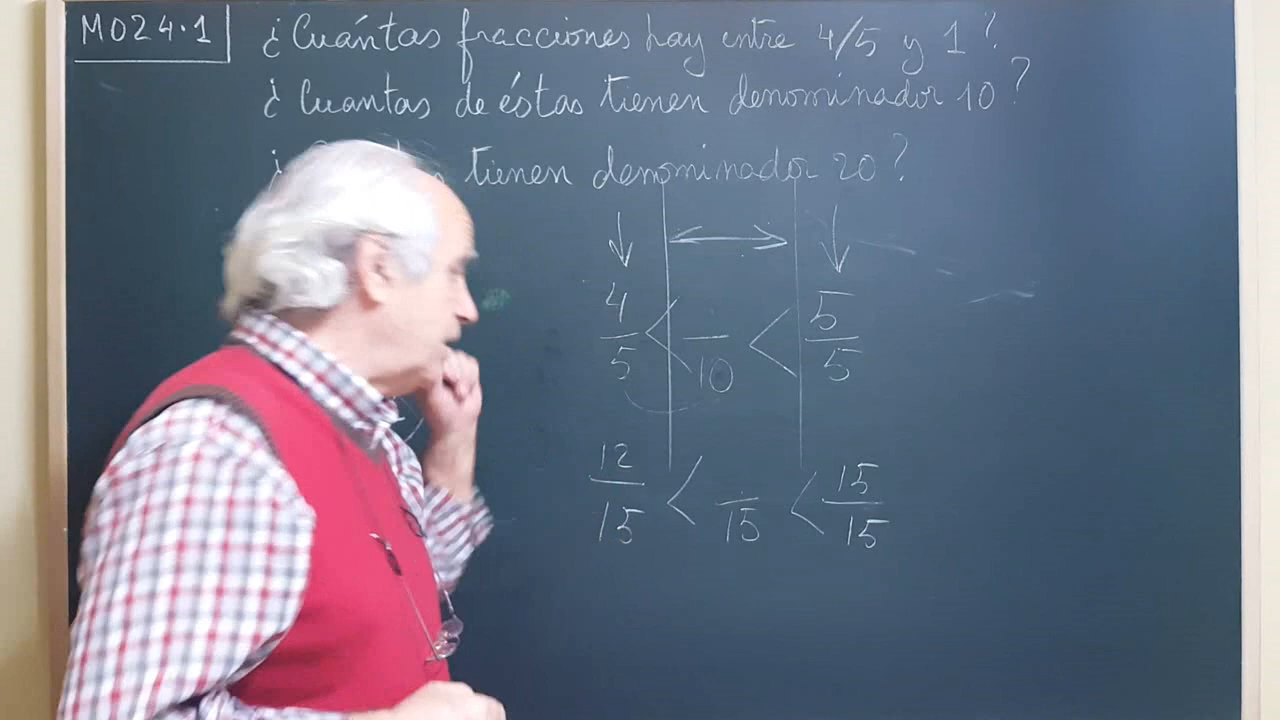 M024.1
¿Cuántas fracciones hay entre 4/5 y 1?
¿Cuantas de éstas tienen denominador 10?
¿ tienen denominador 20?
4/5 < /10 < 5/5
12/15 < /15 < 15/15